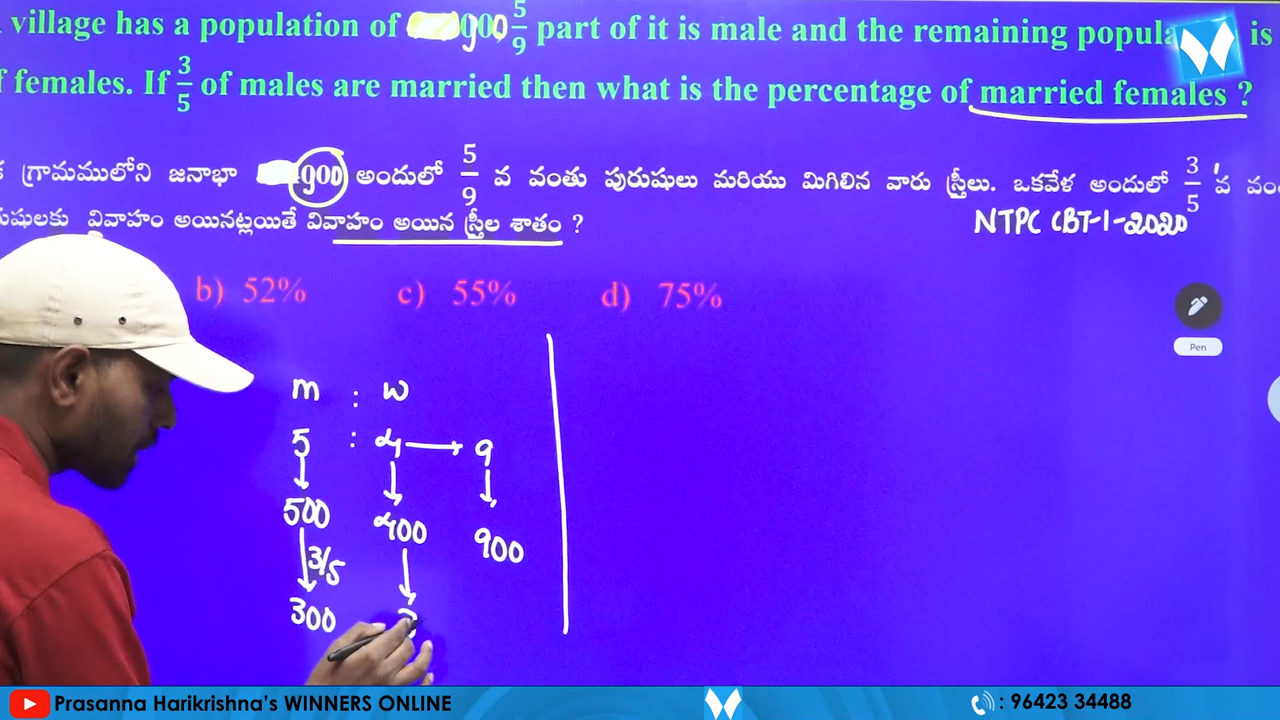 village has a population of 900, 5/9 part of it is male and the remaining is
females. If 3/5 of males are married then what is the percentage of married females ?
గ్రామములోని జనాభా 900 అందులో 5/9 వ వంతు పురుషులు మరియు మిగిలిన వారు స్త్రీలు. ఒకవేళ అందులో 3/5 వ
వివాహం అయినట్లయితే వివాహం అయిన స్త్రీల శాతం ?
NTPC CBT-1-2020
b) 52% c) 55% d) 75%
Pen
m : w
5 : 4 → 9
500 400 900
3/5
300 3
Prasanna Harikrishna's WINNERS ONLINE
: 96423 34488